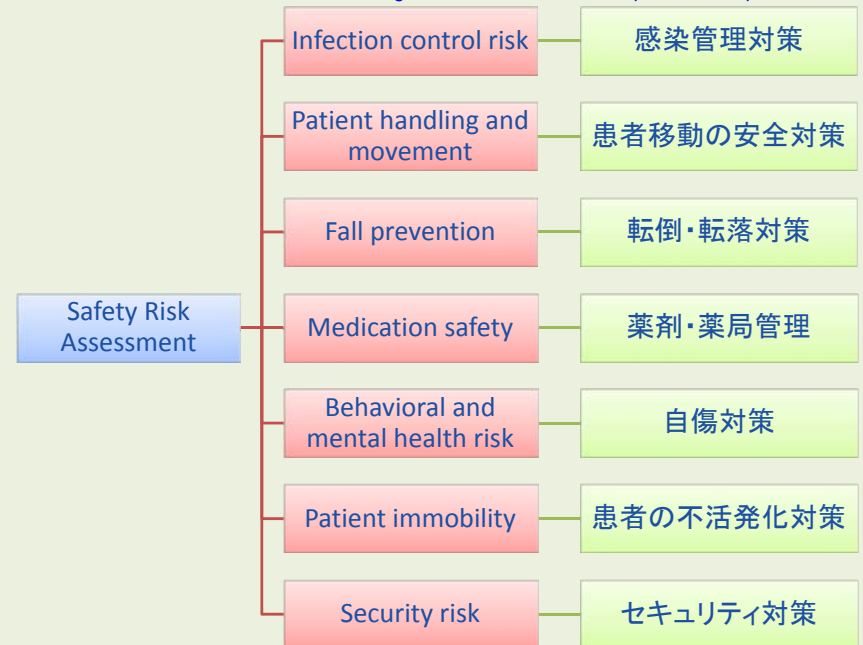 Infection control risk
感染管理対策
Patient handling and
movement
患者移動の安全対策
Fall prevention
転倒・転落対策
Safety Risk
Assessment
Medication safety
薬剤・薬局管理
Behavioral and
mental health risk
自傷対策
Patient immobility
患者の不活発化対策
Security risk
セキュリティ対策